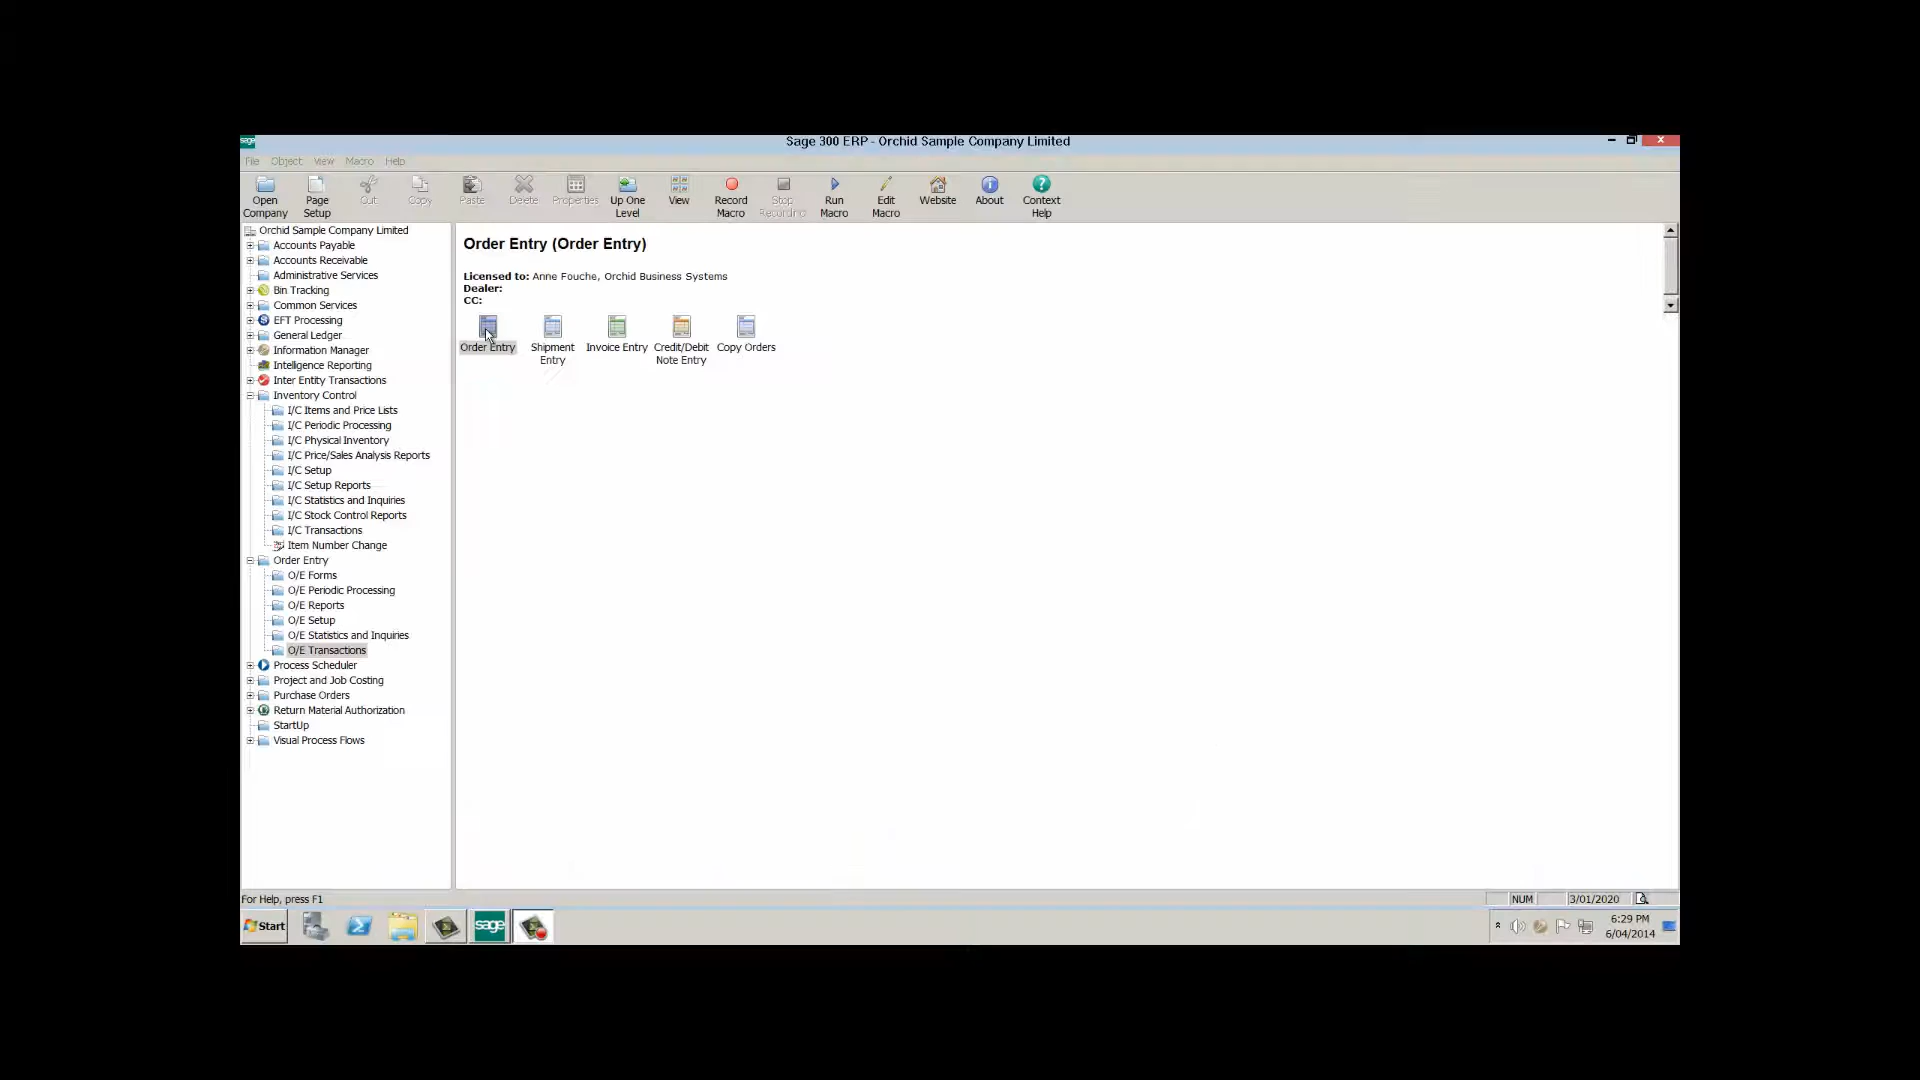 sage
Sage 300 ERP - Orchid Sample Company Limited
File Object View Macro Help
Open Company
Page Setup
Cut
Copy
Paste
Delete
Properties
Up One Level
View
Record Macro
Stop Recording
Run Macro
Edit Macro
Website
About
Context Help
Orchid Sample Company Limited
Accounts Payable
Accounts Receivable
Administrative Services
Bin Tracking
Common Services
EFT Processing
General Ledger
Information Manager
Intelligence Reporting
Inter Entity Transactions
Inventory Control
I/C Items and Price Lists
I/C Periodic Processing
I/C Physical Inventory
I/C Price/Sales Analysis Reports
I/C Setup
I/C Setup Reports
I/C Statistics and Inquiries
I/C Stock Control Reports
I/C Transactions
Item Number Change
Order Entry
O/E Forms
O/E Periodic Processing
O/E Reports
O/E Setup
O/E Statistics and Inquiries
O/E Transactions
Process Scheduler
Project and Job Costing
Purchase Orders
Return Material Authorization
StartUp
Visual Process Flows
Order Entry (Order Entry)
Licensed to: Anne Fouche, Orchid Business Systems
Dealer:
CC:
Order Entry
Shipment Entry
Invoice Entry
Credit/Debit Note Entry
Copy Orders
For Help, press F1
NUM
3/01/2020
Start
sage
6:29 PM
6/04/2014